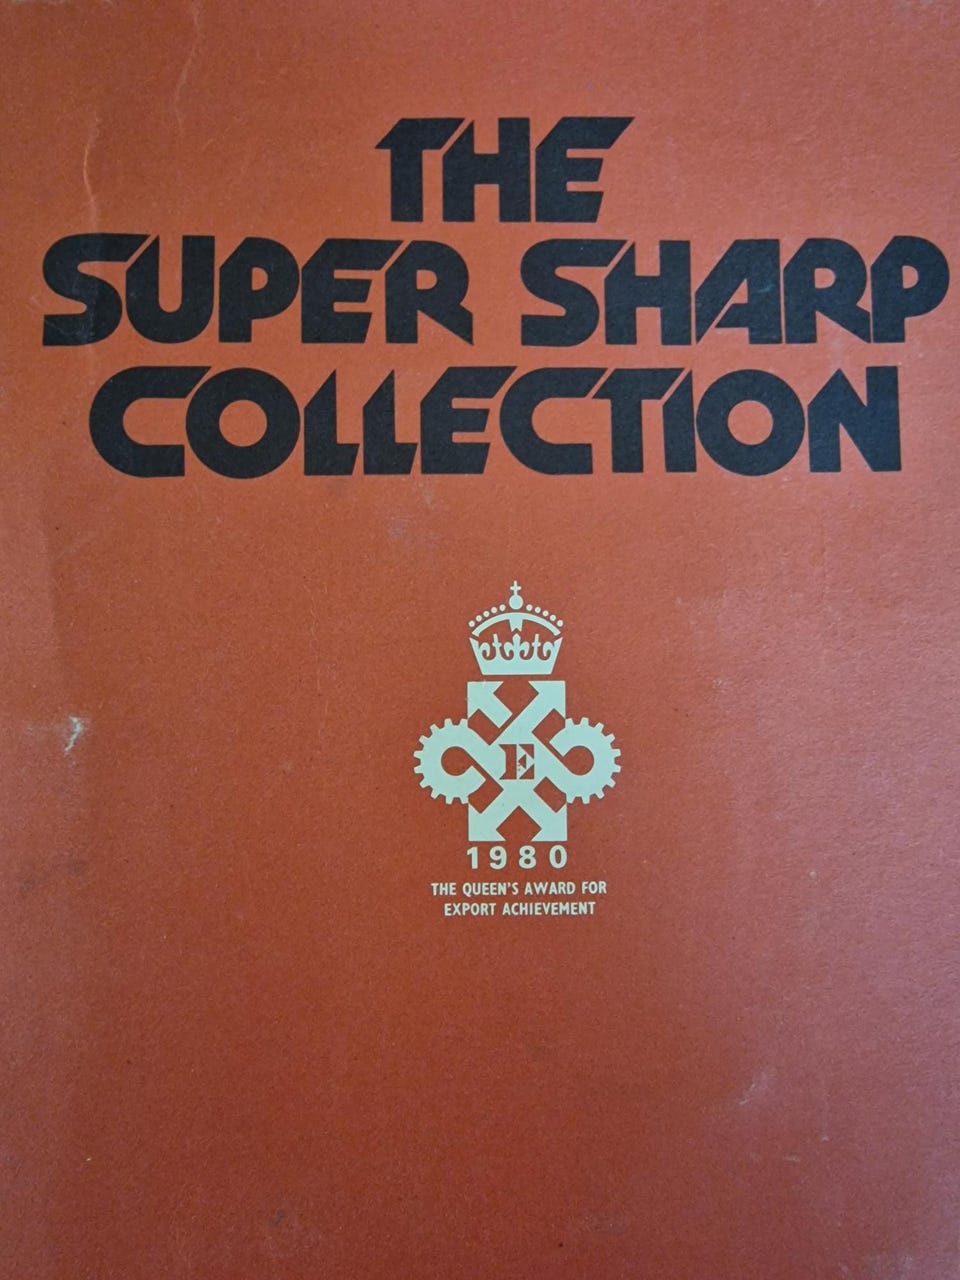 THE
SUPER SHARP
COLLECTION
E
1980
THE QUEEN'S AWARD FOR
EXPORT ACHIEVEMENT